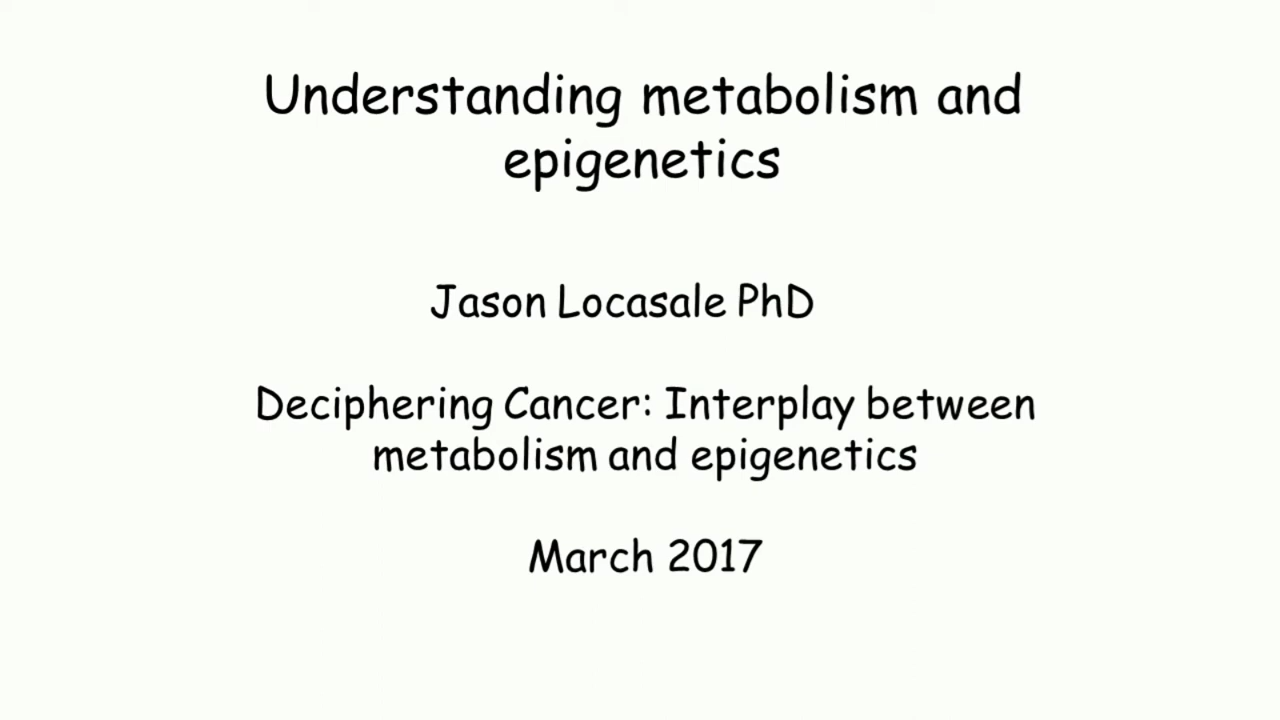 Understanding metabolism and
epigenetics
Jason Locasale PhD
Deciphering Cancer: Interplay between
metabolism and epigenetics
March 2017